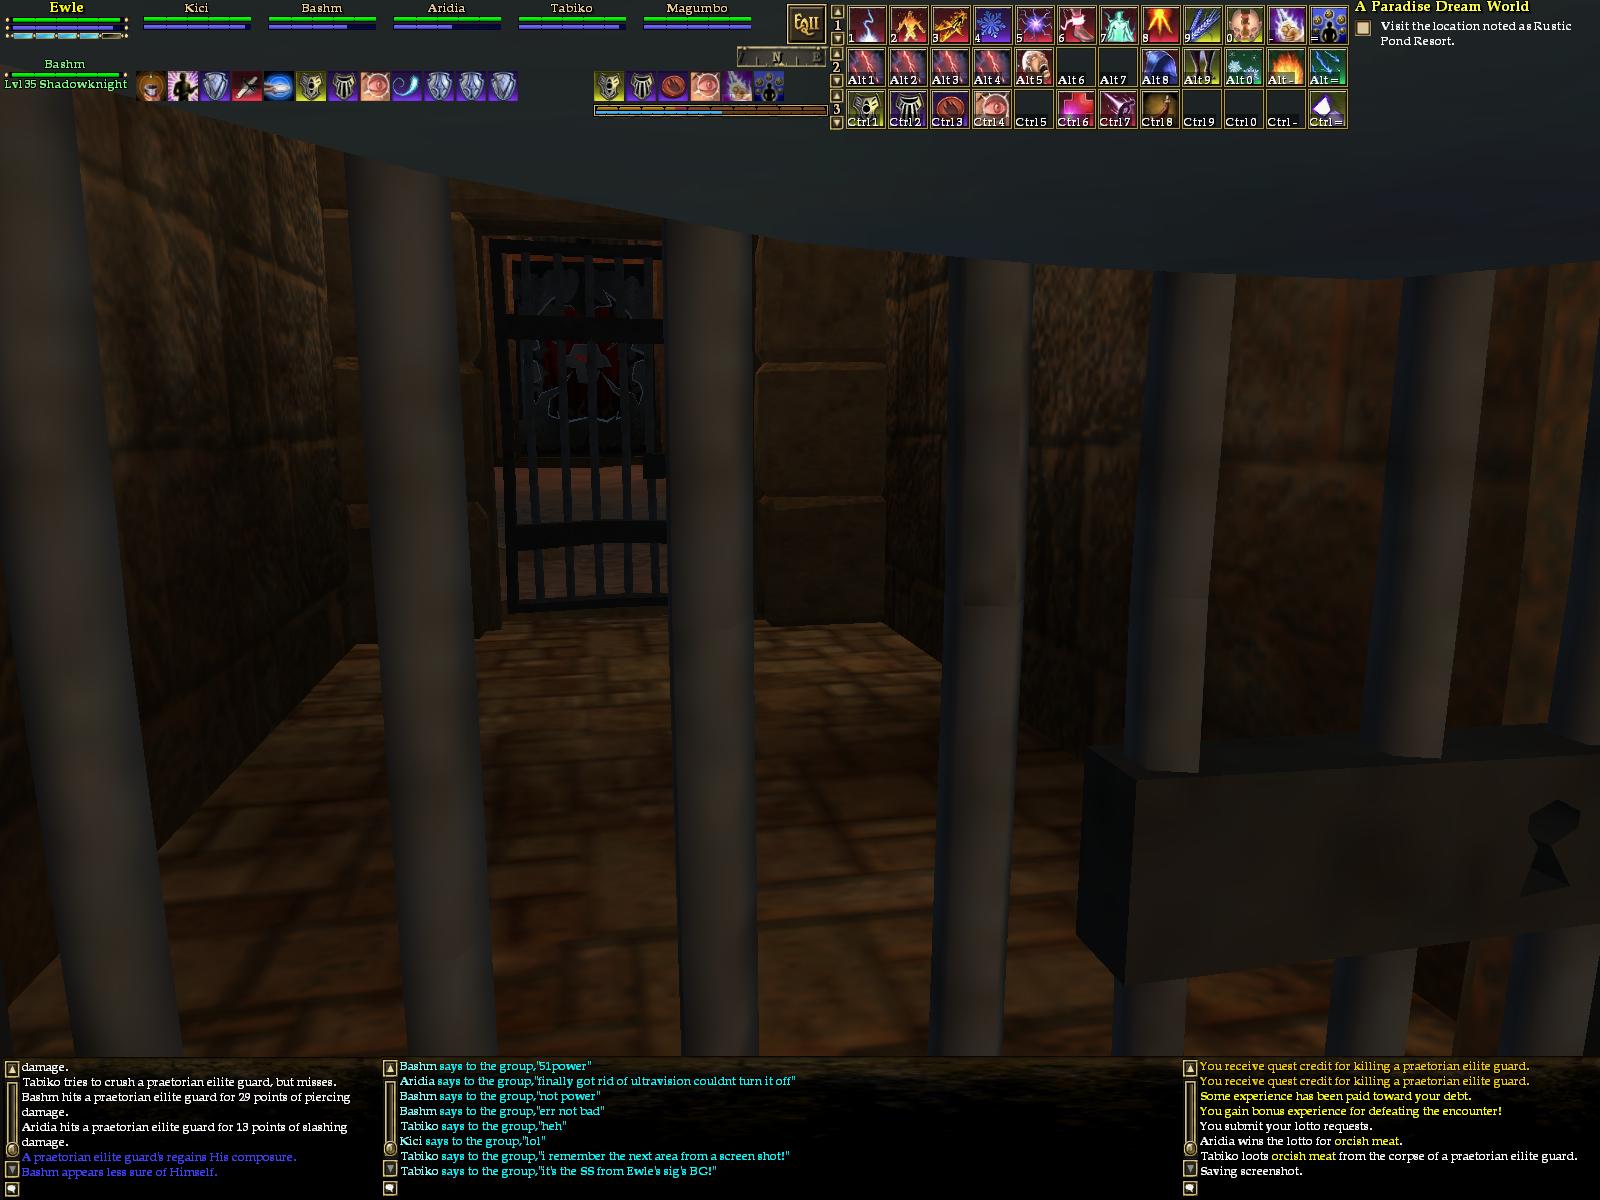 Ewle
Kici
Bashm
Aridia
Tabiko
Magumbo
EQII
A Paradise Dream World
Visit the location noted as Rustic
Pond Resort.
Bashm
Lvl 35 Shadowknight
N E
1
1 2 3 4 5 6 7 8 9 0 - =
2
Alt1 Alt2 Alt3 Alt4 Alt5 Alt6 Alt7 Alt8 Alt9 Alt0 Alt- Alt=
3
Ctrl1 Ctrl2 Ctrl3 Ctrl4 Ctrl5 Ctrl6 Ctrl7 Ctrl8 Ctrl9 Ctrl0 Ctrl- Ctrl=
damage.
Tabiko tries to crush a praetorian eilite guard, but misses.
Bashm hits a praetorian eilite guard for 29 points of piercing
damage.
Aridia hits a praetorian eilite guard for 13 points of slashing
damage.
A praetorian eilite guard's regains His composure.
Bashm appears less sure of Himself.
Bashm says to the group,"51power"
Aridia says to the group,"finally got rid of ultravision couldnt turn it off"
Bashm says to the group,"not power"
Bashm says to the group,"err not bad"
Tabiko says to the group,"heh"
Kici says to the group,"lol"
Tabiko says to the group,"i remember the next area from a screen shot!"
Tabiko says to the group,"it's the SS from Ewle's sig's BG!"
You receive quest credit for killing a praetorian eilite guard.
You receive quest credit for killing a praetorian eilite guard.
Some experience has been paid toward your debt.
You gain bonus experience for defeating the encounter!
You submit your lotto requests.
Aridia wins the lotto for orcish meat.
Tabiko loots orcish meat from the corpse of a praetorian eilite guard.
Saving screenshot.